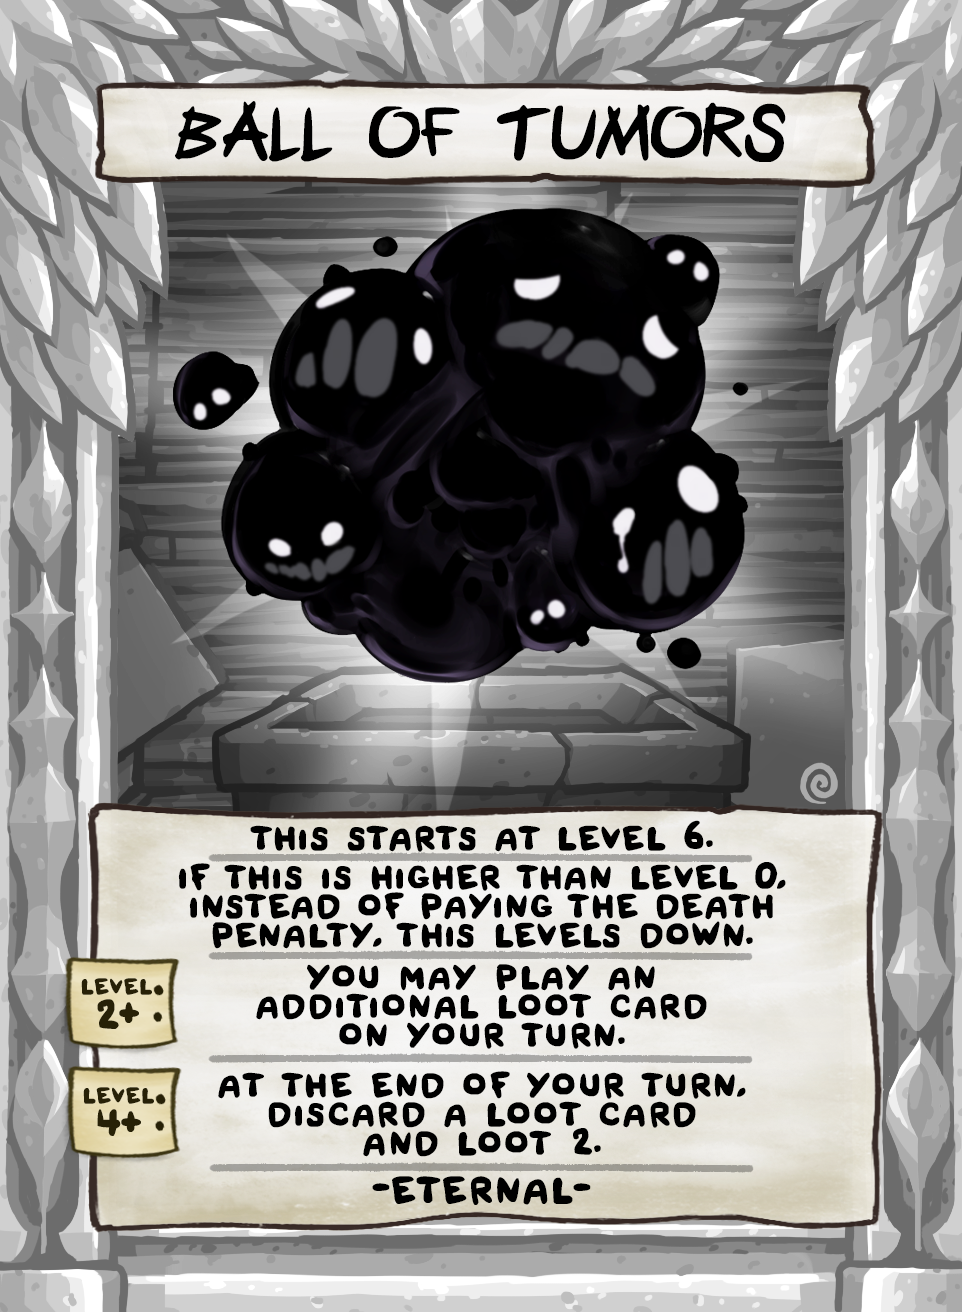 BALL OF TUMORS
THIS STARTS AT LEVEL 6.
IF THIS IS HIGHER THAN LEVEL 0,
INSTEAD OF PAYING THE DEATH
PENALTY, THIS LEVELS DOWN.
LEVEL
2+
YOU MAY PLAY AN
ADDITIONAL LOOT CARD
ON YOUR TURN.
LEVEL
4+
AT THE END OF YOUR TURN,
DISCARD A LOOT CARD
AND LOOT 2.
-ETERNAL-